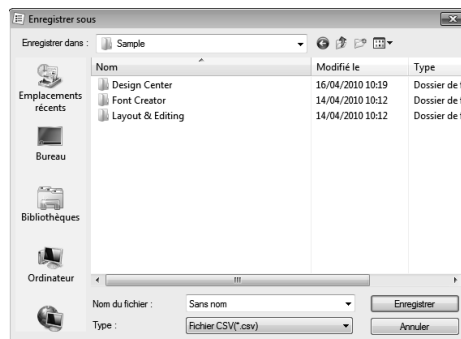 Enregistrer sous
Enregistrer dans : Sample
Nom Modifié le Type
Design Center 16/04/2010 10:19 Dossier de
Font Creator 14/04/2010 10:12 Dossier de
Layout & Editing 14/04/2010 10:12 Dossier de
Emplacements
récents
Bureau
Bibliothèques
Ordinateur
Nom du fichier : Sans nom Enregistrer
Type : Fichier CSV(*.csv) Annuler